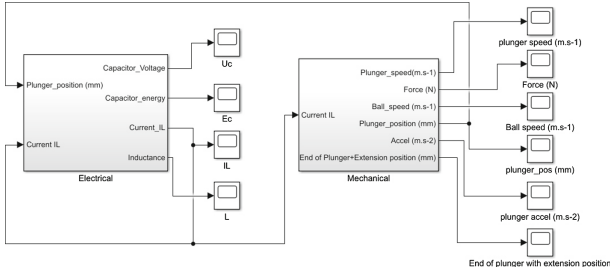 plunger speed (m.s-1)
Capacitor_Voltage
Uc
Plunger_speed(m.s-1)
Plunger_position (mm)
Force (N)
Force (N)
Capacitor_energy
Ec
Ball_speed (m.s-1)
Current IL
Plunger_position (mm)
Ball speed (m.s-1)
Current_IL
Accel (m.s-2)
Current IL
IL
Inductance
End of Plunger+Extension position (mm)
plunger_pos (mm)
Electrical
Mechanical
L
plunger accel (m.s-2)
End of plunger with extension position